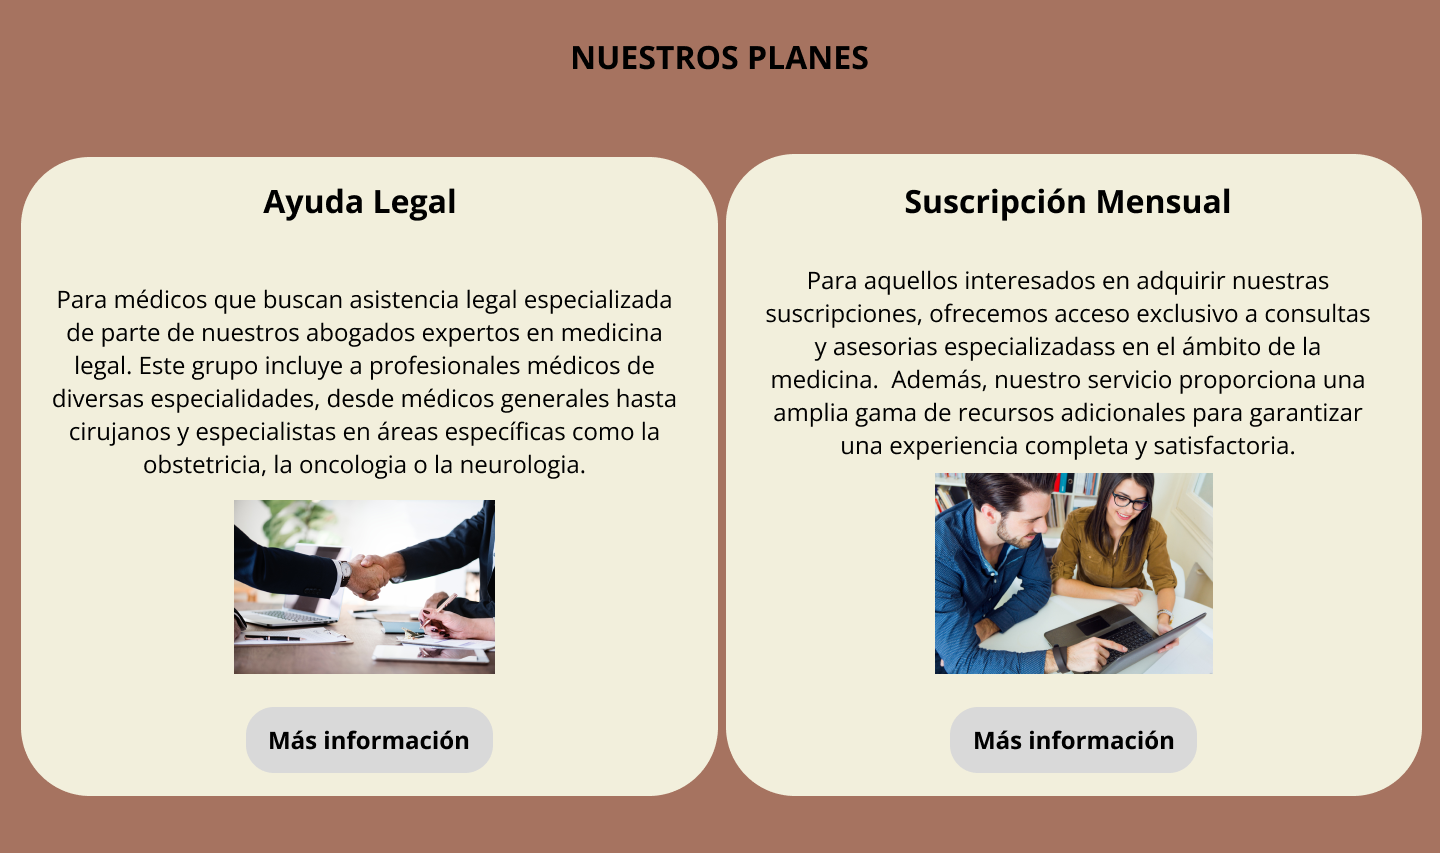 NUESTROS PLANES
Ayuda Legal
Para médicos que buscan asistencia legal especializada
de parte de nuestros abogados expertos en medicina
legal. Este grupo incluye a profesionales médicos de
diversas especialidades, desde médicos generales hasta
cirujanos y especialistas en áreas específicas como la
obstetricia, la oncologia o la neurologia.
Más información
Suscripción Mensual
Para aquellos interesados en adquirir nuestras
suscripciones, ofrecemos acceso exclusivo a consultas
y asesorias especializadass en el ámbito de la
medicina.  Además, nuestro servicio proporciona una
amplia gama de recursos adicionales para garantizar
una experiencia completa y satisfactoria.
Más información